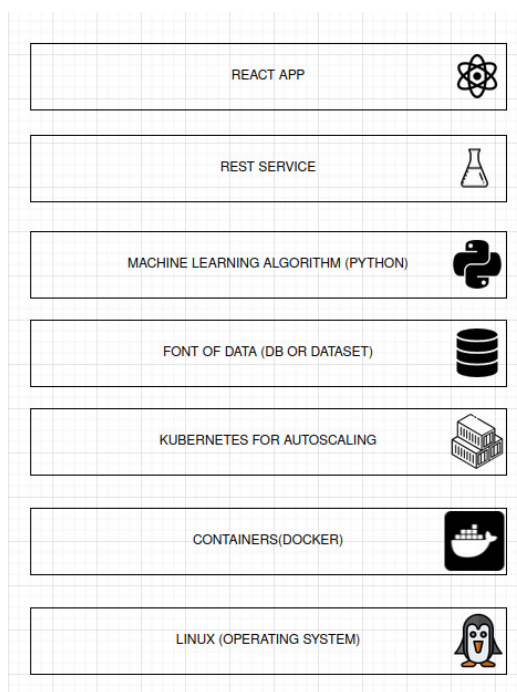 REACT APP
REST SERVICE
MACHINE LEARNING ALGORITHM (PYTHON)
FONT OF DATA (DB OR DATASET)
KUBERNETES FOR AUTOSCALING
CONTAINERS(DOCKER)
LINUX (OPERATING SYSTEM)